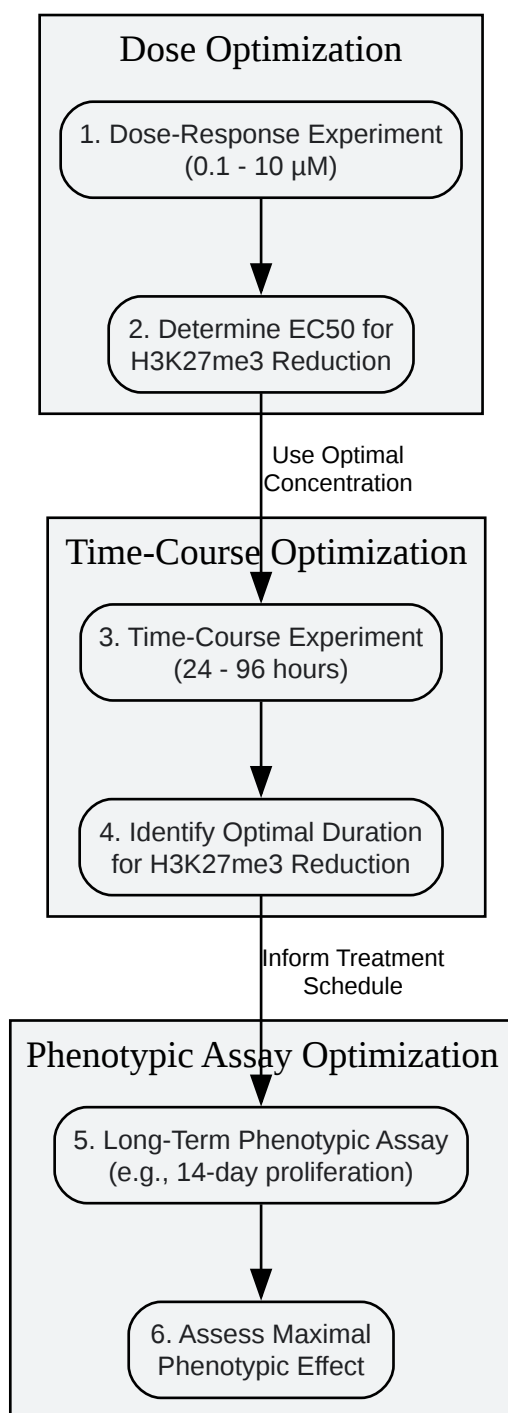 Dose Optimization
1. Dose-Response Experiment
(0.1 - 10 µM)
2. Determine EC50 for
H3K27me3 Reduction
Use Optimal
Concentration
Time-Course Optimization
3. Time-Course Experiment
(24 - 96 hours)
4. Identify Optimal Duration
for H3K27me3 Reduction
Inform Treatment
Schedule
Phenotypic Assay Optimization
5. Long-Term Phenotypic Assay
(e.g., 14-day proliferation)
6. Assess Maximal
Phenotypic Effect